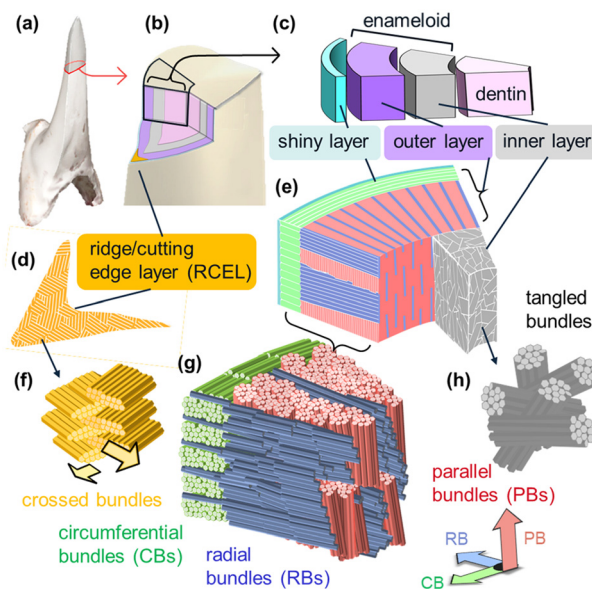 (a)
(b)
(c)
enameloid
dentin
shiny layer
outer layer
inner layer
(e)
ridge/cutting
edge layer (RCEL)
(d)
tangled
bundles
(f)
(g)
(h)
crossed bundles
circumferential
bundles (CBs)
radial
bundles (RBs)
parallel
bundles (PBs)
RB
PB
CB